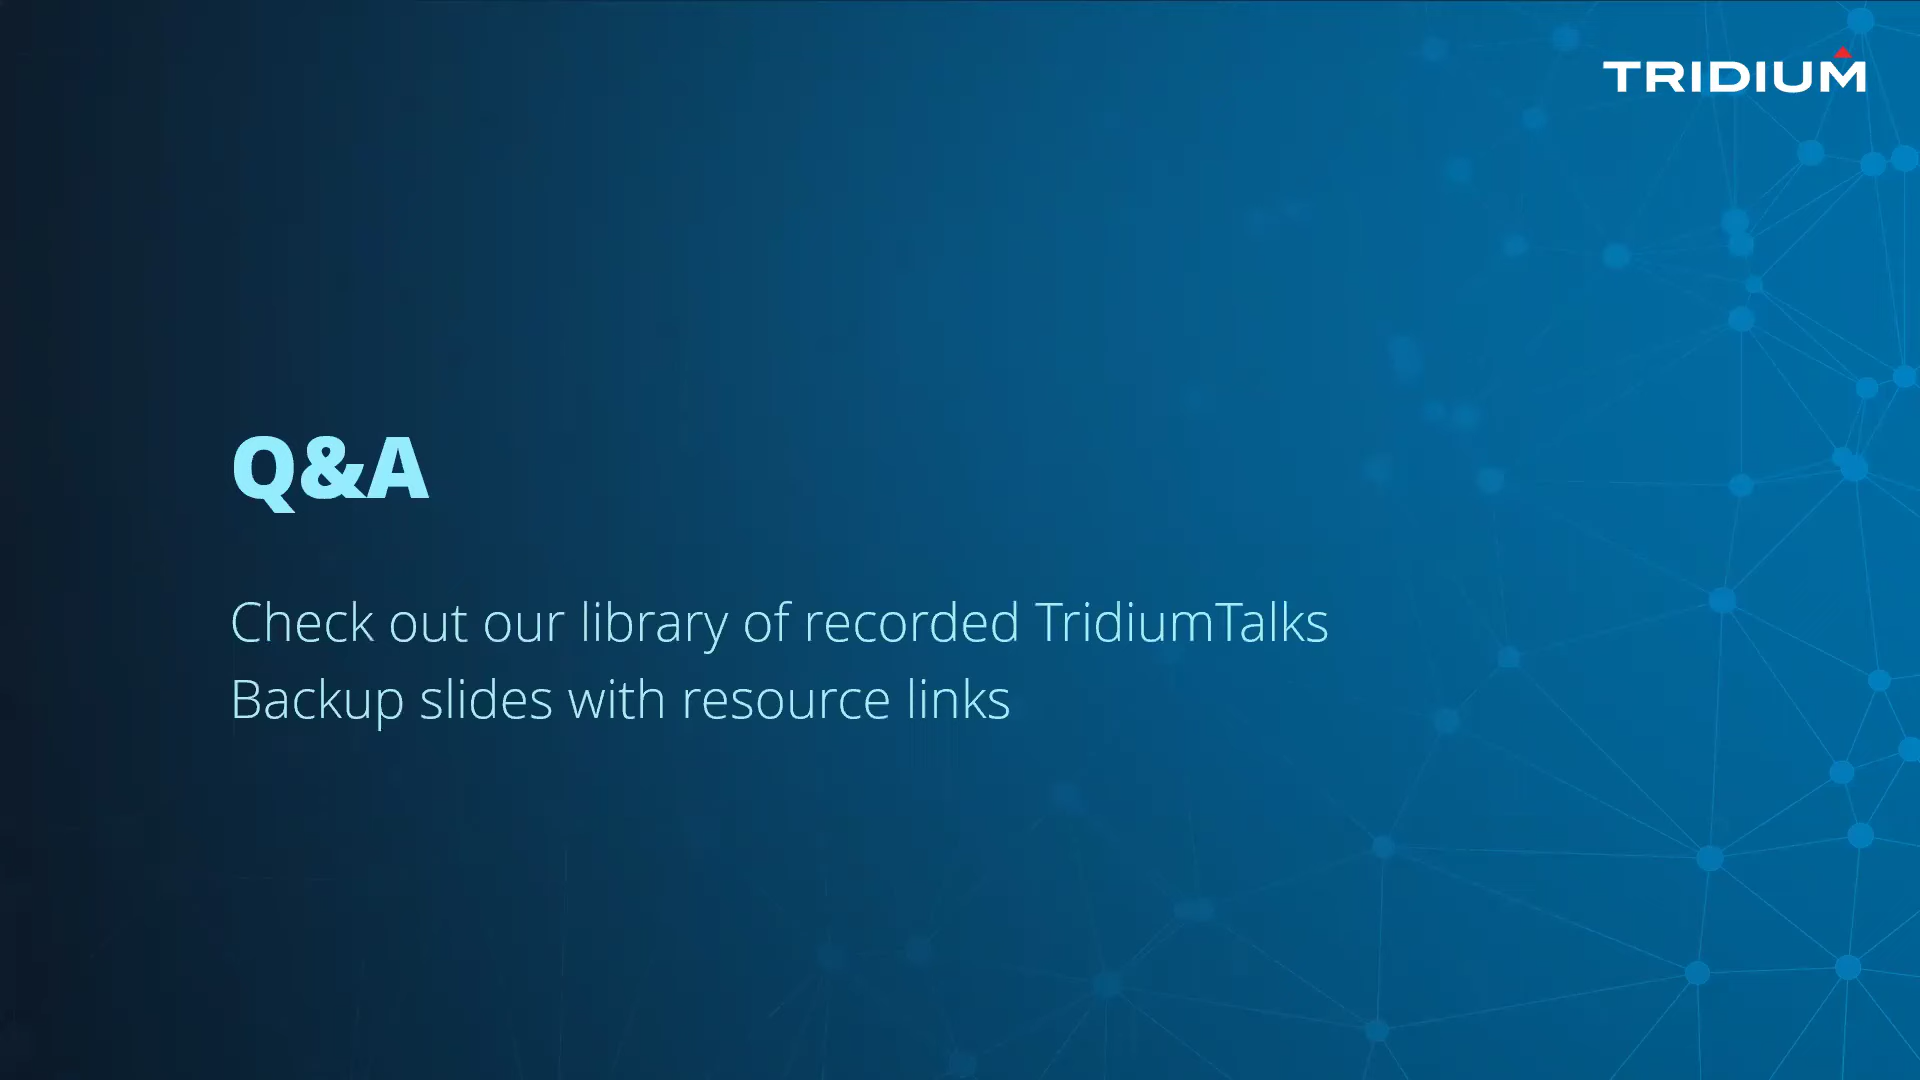 TRIDIUM
Q&A
Check out our library of recorded TridiumTalks
Backup slides with resource links